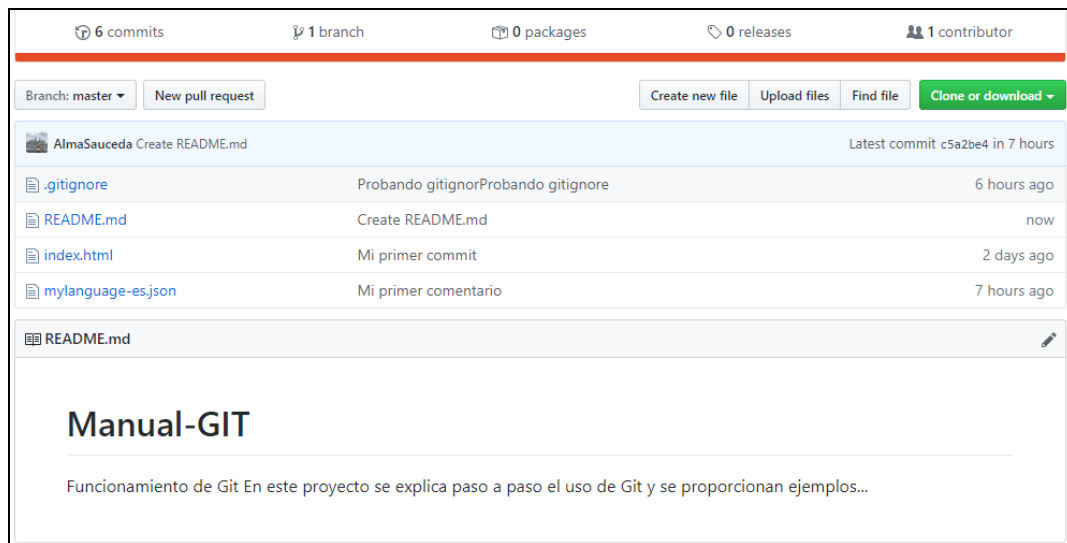 6 commits 1 branch 0 packages 0 releases 1 contributor
Branch: master New pull request Create new file Upload files Find file Clone or download
AlmaSauceda Create README.md Latest commit c5a2be4 in 7 hours
.gitignore Probando gitignorProbando gitignore 6 hours ago
README.md Create README.md now
index.html Mi primer commit 2 days ago
mylanguage-es.json Mi primer comentario 7 hours ago
README.md
Manual-GIT
Funcionamiento de Git En este proyecto se explica paso a paso el uso de Git y se proporcionan ejemplos...